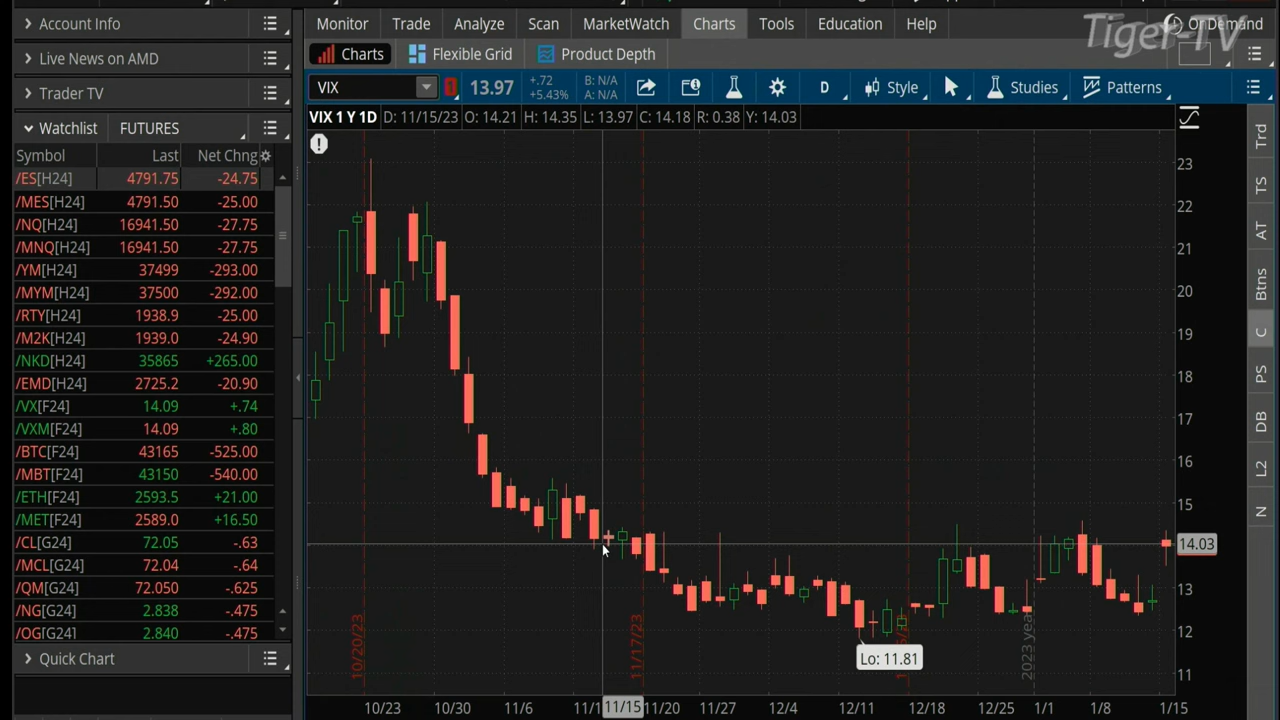 Account Info
Live News on AMD
Trader TV
Watchlist FUTURES
Symbol Last Net Chng
/ES[H24] 4791.75 -24.75
/MES[H24] 4791.50 -25.00
/NQ[H24] 16941.50 -27.75
/MNQ[H24] 16941.50 -27.75
/YM[H24] 37499 -293.00
/MYM[H24] 37500 -292.00
/RTY[H24] 1938.9 -25.00
/M2K[H24] 1939.0 -24.90
/NKD[H24] 35865 +265.00
/EMD[H24] 2725.2 -20.90
/VX[F24] 14.09 +.74
/VXM[F24] 14.09 +.80
/BTC[F24] 43165 -525.00
/MBT[F24] 43150 -540.00
/ETH[F24] 2593.5 +21.00
/MET[F24] 2589.0 +16.50
/CL[G24] 72.05 -.63
/MCL[G24] 72.04 -.64
/QM[G24] 72.050 -.625
/NG[G24] 2.838 -.475
/OG[G24] 2.840 -.475
Quick Chart
Monitor Trade Analyze Scan MarketWatch Charts Tools Education Help
OnDemand
Tiger-TV
Charts Flexible Grid Product Depth
VIX 1 13.97 +.72 +5.43% B: N/A A: N/A D Style Studies Patterns
VIX 1 Y 1D D: 11/15/23 O: 14.21 H: 14.35 L: 13.97 C: 14.18 R: 0.38 Y: 14.03
23
22
21
20
19
18
17
16
15
14.03
13
12
11
Lo: 11.81
10/20/23
11/17/23
2023 year
10/23 10/30 11/6 11/15 11/20 11/27 12/4 12/11 12/18 12/25 1/1 1/8 1/15
Trd
TS
AT
Btns
C
PS
DB
L2
N